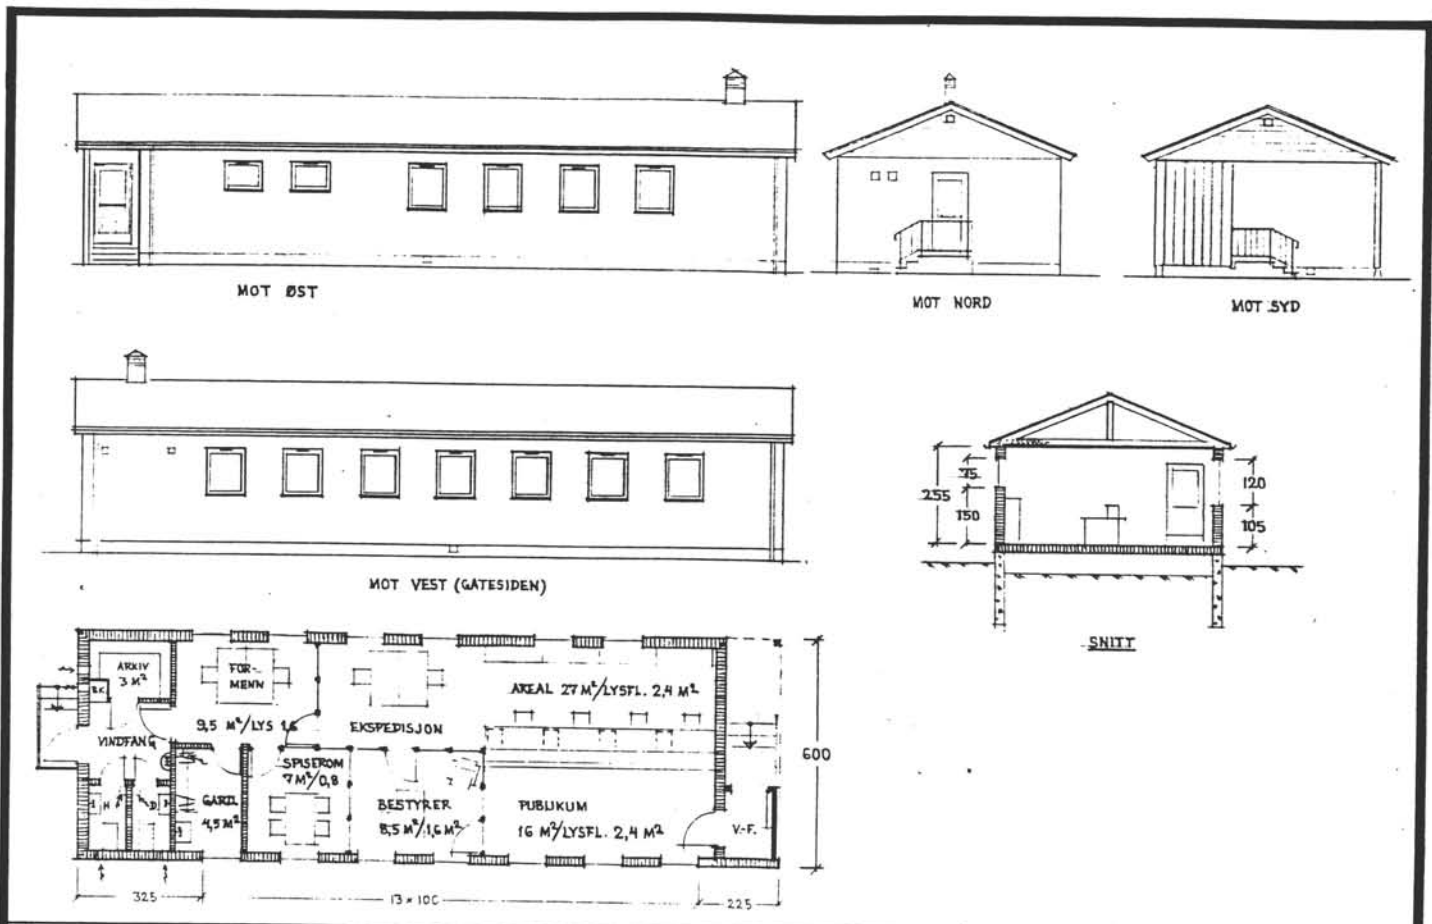 MOT ØST
MOT NORD
MOT SYD
MOT VEST (GATESIDEN)
255
75
150
120
105
SNITT
ARKIV
3 M²
FOR-
MENN
9,5 M²/LYS 1,6
EKSPEDISJON
AREAL 27 M²/LYSFL. 2,4 M²
VINDFANG
SPISEROM
7 M²/0,8
GARD.
4,5 M²
H
D
BESTYRER
8,5 M²/1,6 M²
PUBLIKUM
16 M²/LYSFL. 2,4 M²
V.-F.
600
325
13 x 100
225